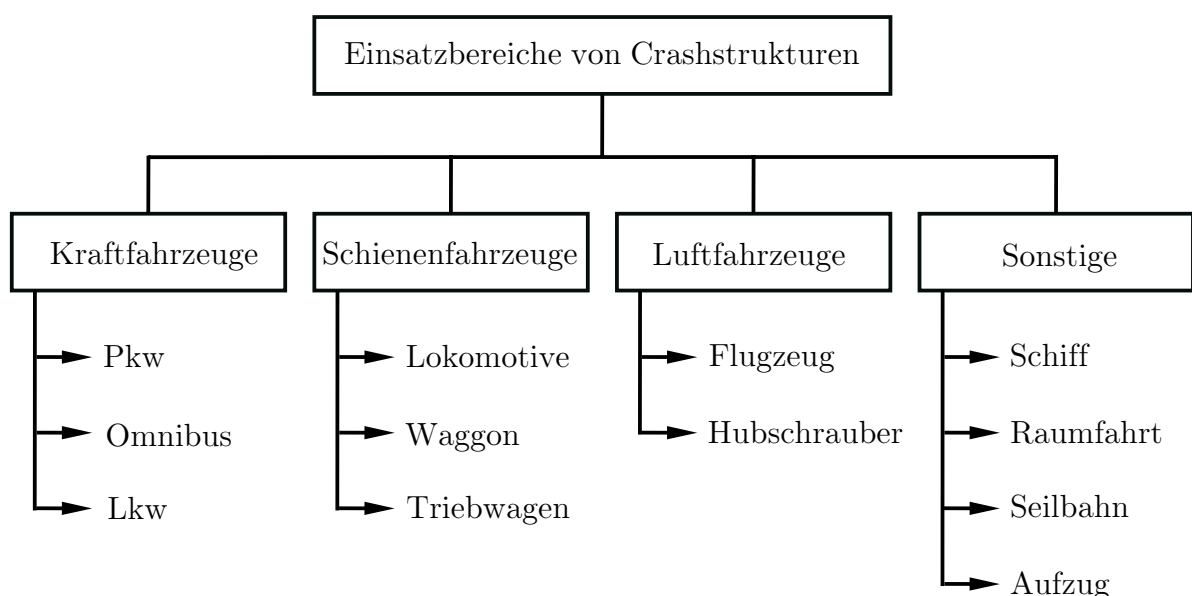 Einsatzbereiche von Crashstrukturen
Kraftfahrzeuge
Pkw
Omnibus
Lkw
Schienenfahrzeuge
Lokomotive
Waggon
Triebwagen
Luftfahrzeuge
Flugzeug
Hubschrauber
Sonstige
Schiff
Raumfahrt
Seilbahn
Aufzug